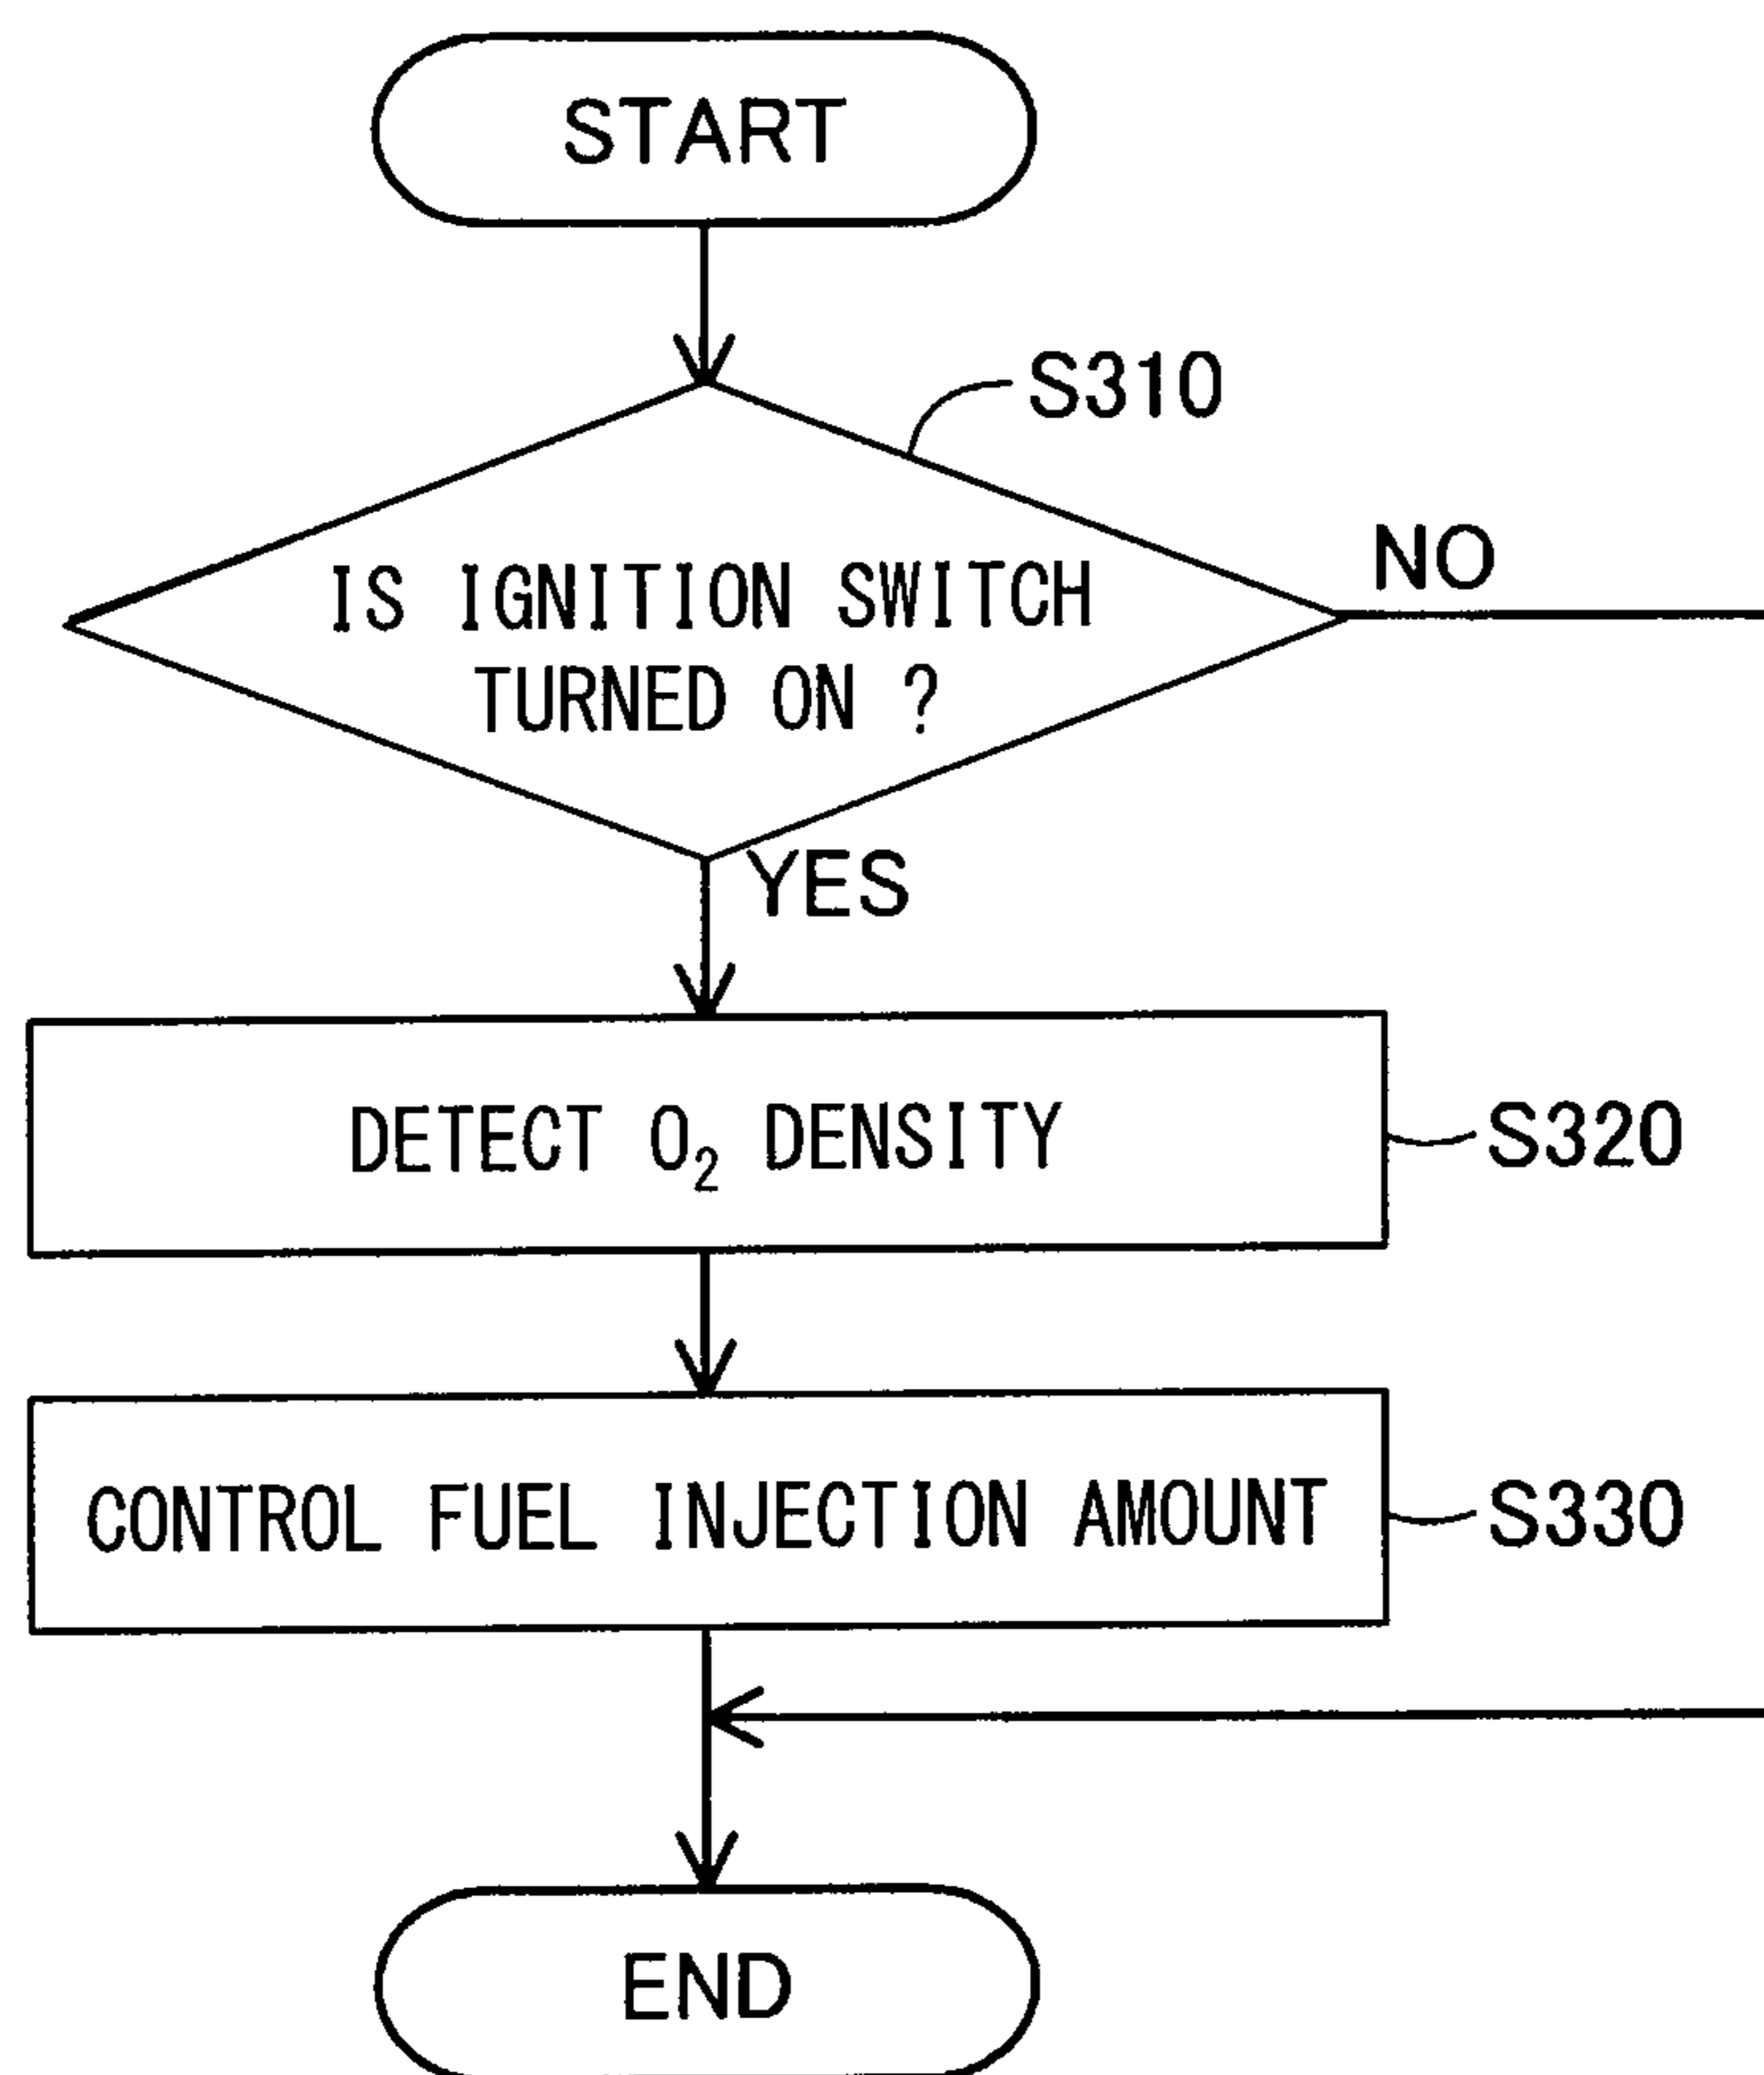 START
S310
NO
IS IGNITION SWITCH
TURNED ON ?
YES
DETECT O₂ DENSITY
S320
CONTROL FUEL INJECTION AMOUNT
S330
END